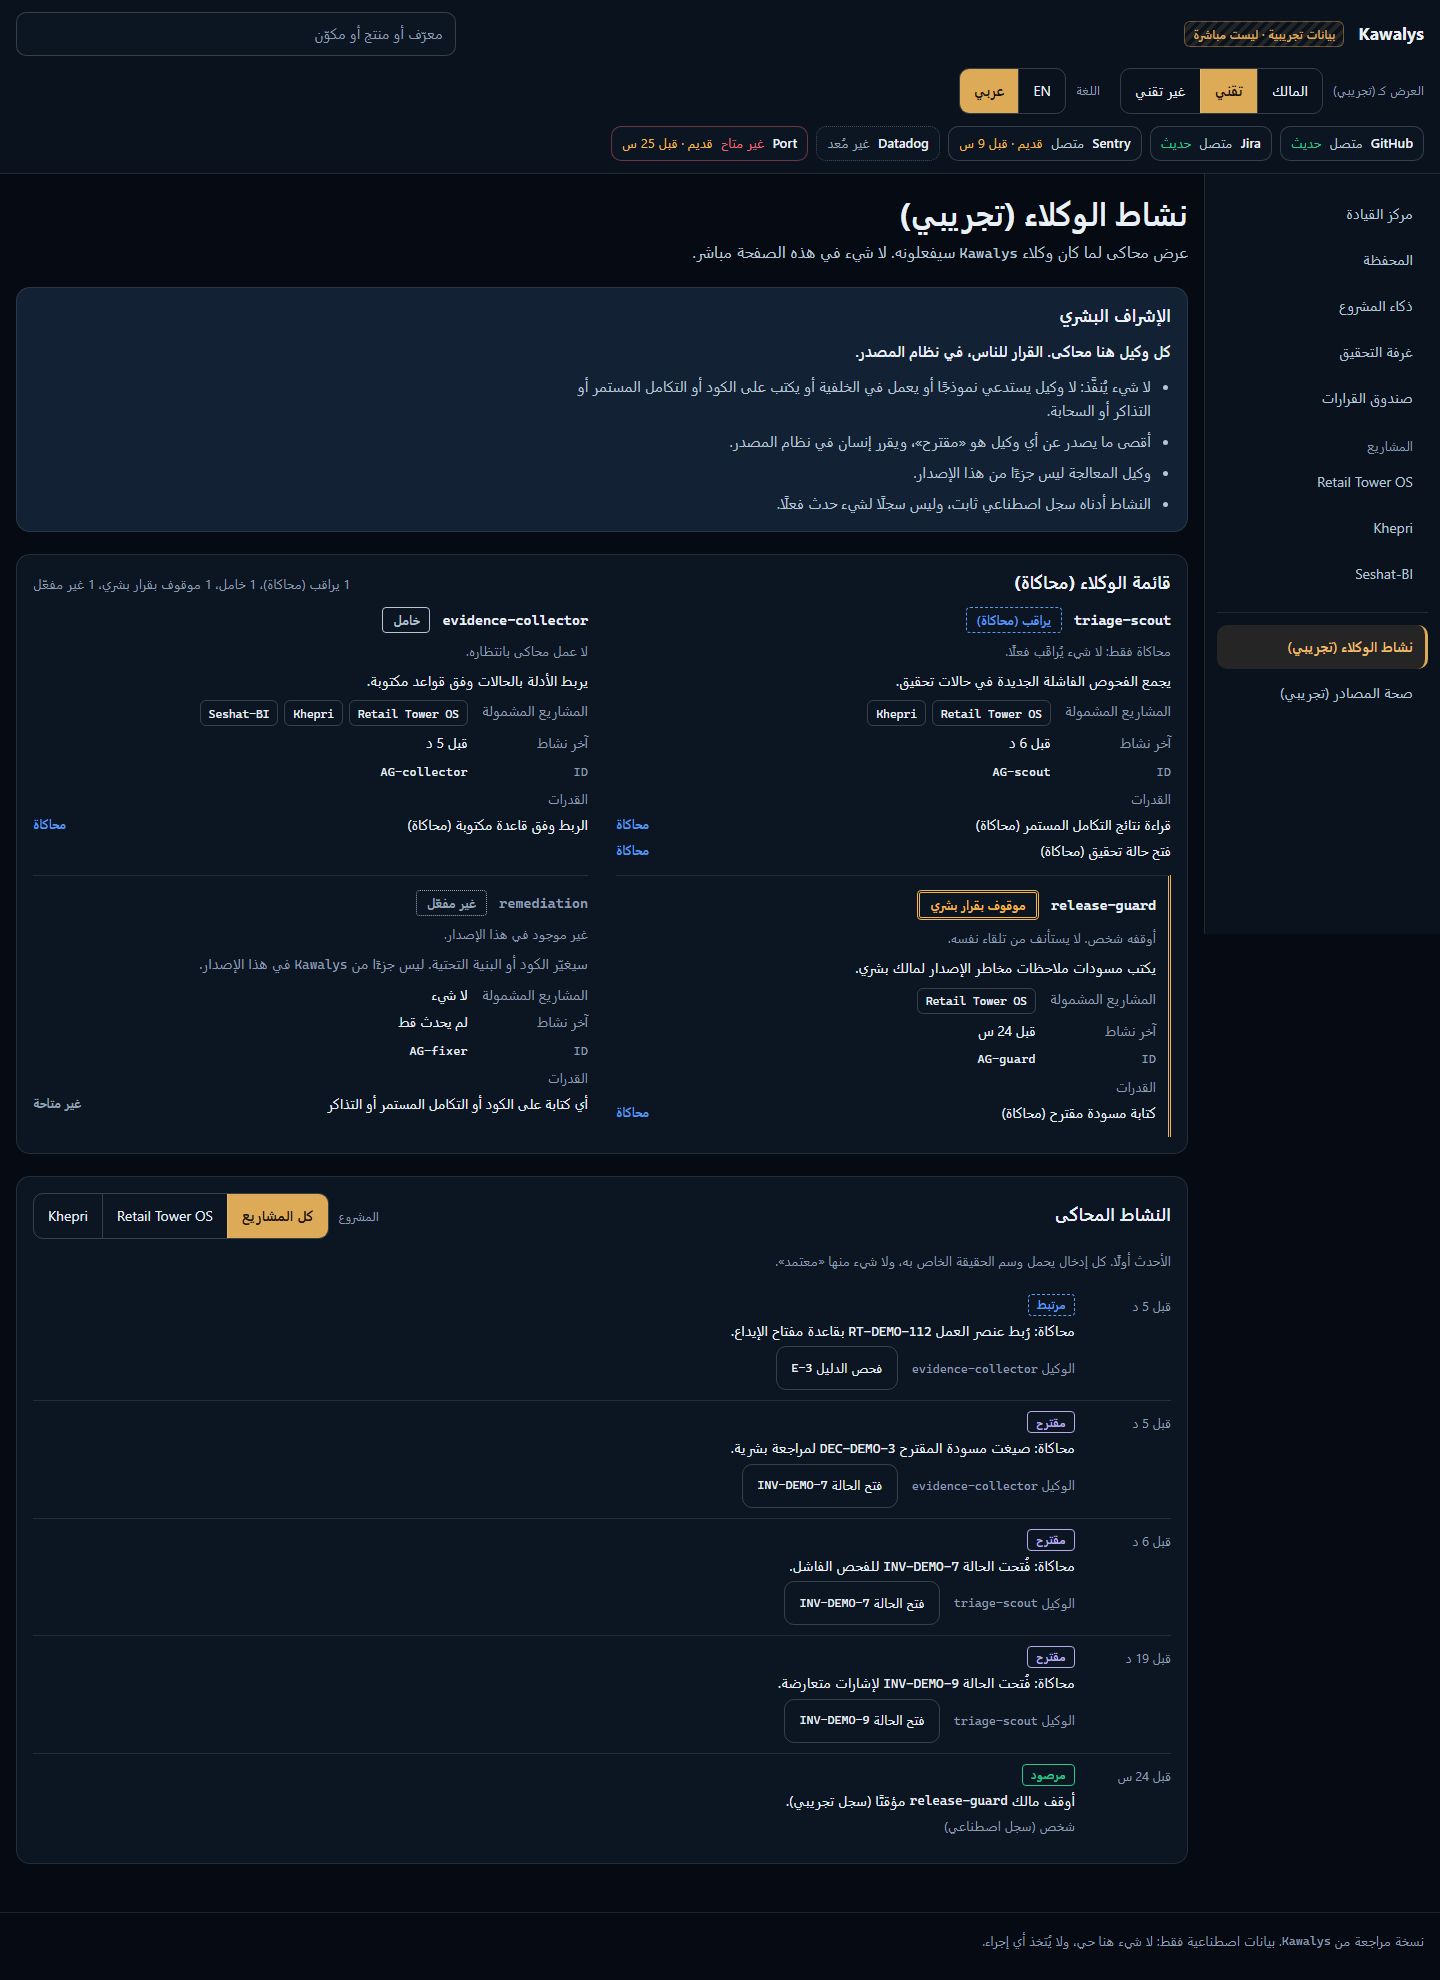 Kawalys
بيانات تجريبية · ليست مباشرة
معرّف أو منتج أو مكوّن
العرض كـ (تجريبي)
المالك
تقني
غير تقني
اللغة
EN
عربي
GitHub متصل حديث
Jira متصل حديث
Sentry متصل قديم · قبل 9 س
Datadog غير مُعد
Port غير متاح قديم · قبل 25 س
مركز القيادة
المحفظة
ذكاء المشروع
غرفة التحقيق
صندوق القرارات
المشاريع
Retail Tower OS
Khepri
Seshat-BI
نشاط الوكلاء (تجريبي)
صحة المصادر (تجريبي)
نشاط الوكلاء (تجريبي)
عرض محاكى لما كان وكلاء Kawalys سيفعلونه. لا شيء في هذه الصفحة مباشر.
الإشراف البشري
كل وكيل هنا محاكى. القرار للناس، في نظام المصدر.
لا شيء يُنفَّذ: لا وكيل يستدعي نموذجًا أو يعمل في الخلفية أو يكتب على الكود أو التكامل المستمر أو
التذاكر أو السحابة.
أقصى ما يصدر عن أي وكيل هو «مقترح»، ويقرر إنسان في نظام المصدر.
وكيل المعالجة ليس جزءًا من هذا الإصدار.
النشاط أدناه سجل اصطناعي ثابت، وليس سجلًا لشيء حدث فعلًا.
قائمة الوكلاء (محاكاة)
1 يراقب (محاكاة)، 1 خامل، 1 موقوف بقرار بشري، 1 غير مفعّل
triage-scout
يراقب (محاكاة)
محاكاة فقط: لا شيء يُراقَب فعلًا.
يجمع الفحوص الفاشلة الجديدة في حالات تحقيق.
المشاريع المشمولة
Retail Tower OS
Khepri
آخر نشاط
قبل 6 د
ID
AG-scout
القدرات
قراءة نتائج التكامل المستمر (محاكاة)
محاكاة
فتح حالة تحقيق (محاكاة)
محاكاة
evidence-collector
خامل
لا عمل محاكى بانتظاره.
يربط الأدلة بالحالات وفق قواعد مكتوبة.
المشاريع المشمولة
Retail Tower OS
Khepri
Seshat-BI
آخر نشاط
قبل 5 د
ID
AG-collector
القدرات
الربط وفق قاعدة مكتوبة (محاكاة)
محاكاة
release-guard
موقوف بقرار بشري
أوقفه شخص. لا يستأنف من تلقاء نفسه.
يكتب مسودات ملاحظات مخاطر الإصدار لمالك بشري.
المشاريع المشمولة
Retail Tower OS
آخر نشاط
قبل 24 س
ID
AG-guard
القدرات
كتابة مسودة مقترح (محاكاة)
محاكاة
remediation
غير مفعّل
غير موجود في هذا الإصدار.
سيغيّر الكود أو البنية التحتية. ليس جزءًا من Kawalys في هذا الإصدار.
المشاريع المشمولة
لا شيء
آخر نشاط
لم يحدث قط
ID
AG-fixer
القدرات
أي كتابة على الكود أو التكامل المستمر أو التذاكر
غير متاحة
النشاط المحاكى
المشروع
كل المشاريع
Retail Tower OS
Khepri
الأحدث أولًا. كل إدخال يحمل وسم الحقيقة الخاص به، ولا شيء منها «معتمد».
قبل 5 د
مرتبط
محاكاة: رُبط عنصر العمل RT-DEMO-112 بقاعدة مفتاح الإيداع.
الوكيل evidence-collector
فحص الدليل E-3
قبل 5 د
مقترح
محاكاة: صيغت مسودة المقترح DEC-DEMO-3 لمراجعة بشرية.
الوكيل evidence-collector
فتح الحالة INV-DEMO-7
قبل 6 د
مقترح
محاكاة: فُتحت الحالة INV-DEMO-7 للفحص الفاشل.
الوكيل triage-scout
فتح الحالة INV-DEMO-7
قبل 19 د
مقترح
محاكاة: فُتحت الحالة INV-DEMO-9 لإشارات متعارضة.
الوكيل triage-scout
فتح الحالة INV-DEMO-9
قبل 24 س
مرصود
أوقف مالك release-guard مؤقتًا (سجل تجريبي).
شخص (سجل اصطناعي)
نسخة مراجعة من Kawalys. بيانات اصطناعية فقط: لا شيء هنا حي، ولا يُتخذ أي إجراء.